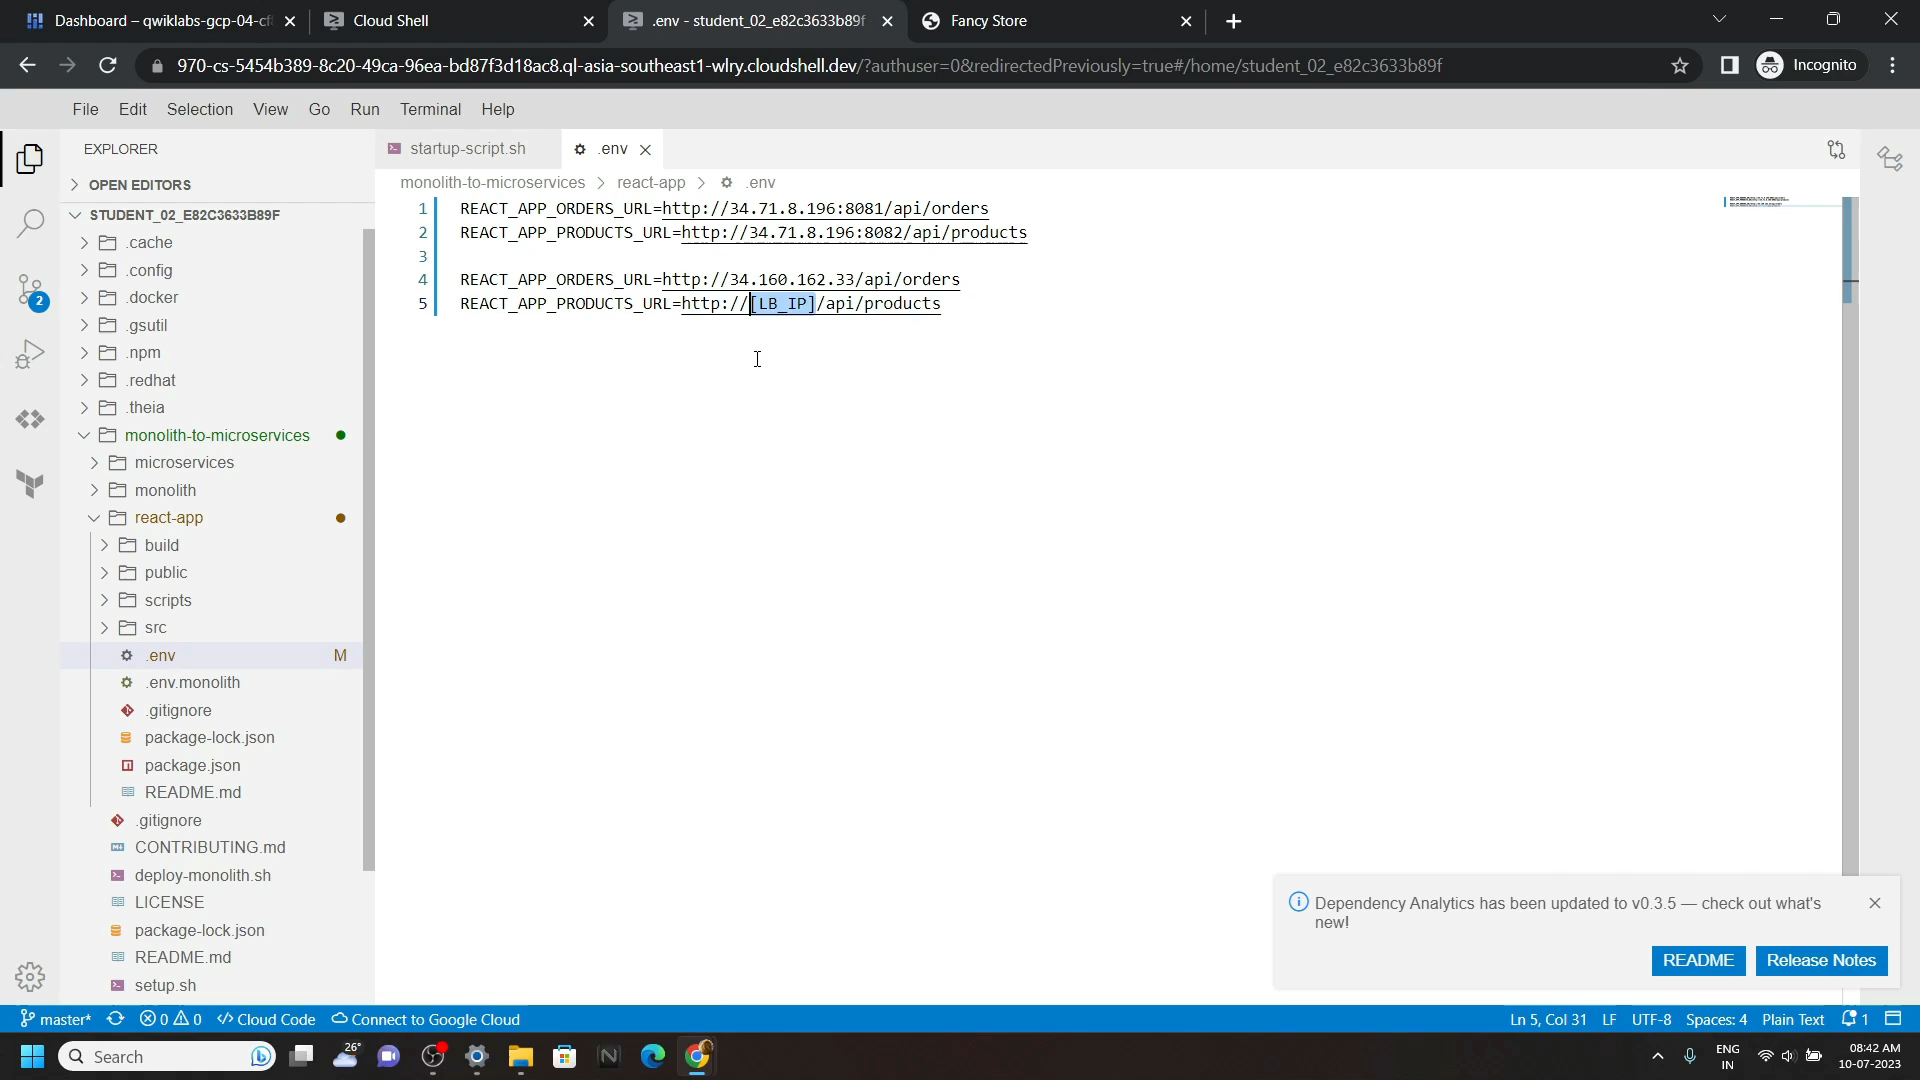 Dashboard – qwiklabs-gcp-04-cf
Cloud Shell
.env - student_02_e82c3633b89f
Fancy Store
970-cs-5454b389-8c20-49ca-96ea-bd87f3d18ac8.ql-asia-southeast1-wlry.cloudshell.dev/?authuser=0&redirectedPreviously=true#/home/student_02_e82c3633b89f
Incognito
File Edit Selection View Go Run Terminal Help
EXPLORER
startup-script.sh
.env
OPEN EDITORS
monolith-to-microservices > react-app > .env
STUDENT_02_E82C3633B89F
.cache
.config
.docker
.gsutil
.npm
.redhat
.theia
monolith-to-microservices
microservices
monolith
react-app
build
public
scripts
src
.env M
.env.monolith
.gitignore
package-lock.json
package.json
README.md
.gitignore
CONTRIBUTING.md
deploy-monolith.sh
LICENSE
package-lock.json
README.md
setup.sh
2
1 REACT_APP_ORDERS_URL=http://34.71.8.196:8081/api/orders
2 REACT_APP_PRODUCTS_URL=http://34.71.8.196:8082/api/products
3
4 REACT_APP_ORDERS_URL=http://34.160.162.33/api/orders
5 REACT_APP_PRODUCTS_URL=http://[LB_IP]/api/products
Dependency Analytics has been updated to v0.3.5 — check out what's
new!
README
Release Notes
master* 0 0 Cloud Code Connect to Google Cloud
Ln 5, Col 31 LF UTF-8 Spaces: 4 Plain Text 1
Search
26°
ENG
IN
08:42 AM
10-07-2023